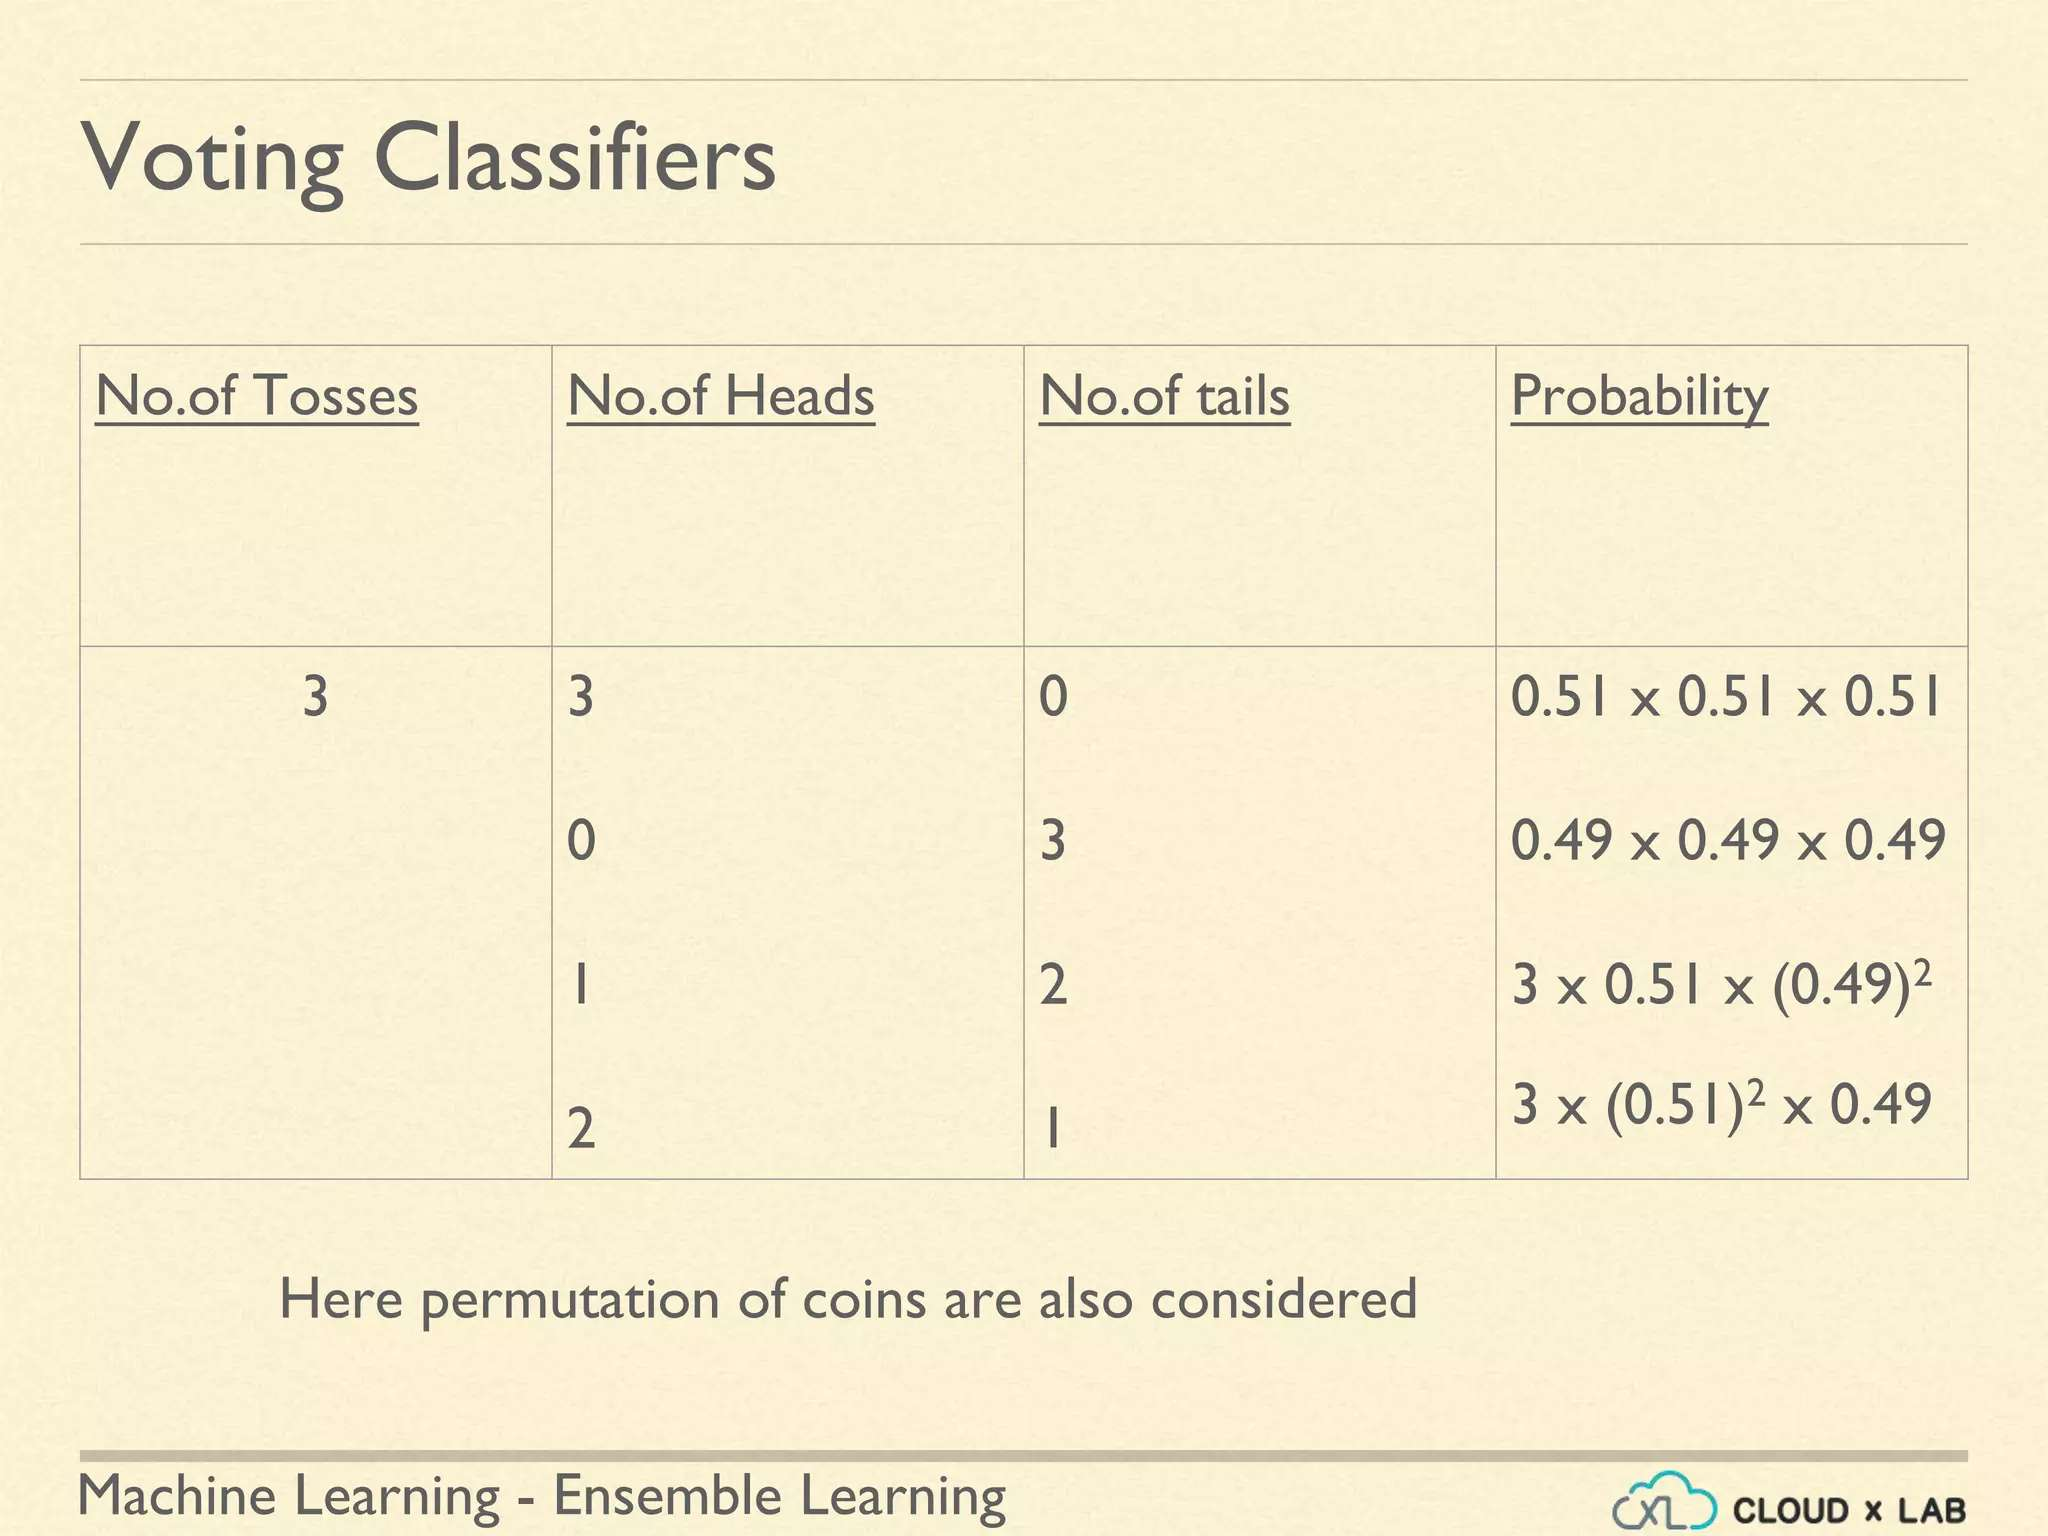 Voting Classifiers
No.of Tosses No.of Heads No.of tails Probability
3 3 0 0.51 x 0.51 x 0.51
0 3 0.49 x 0.49 x 0.49
1 2 3 x 0.51 x (0.49)²
2 1 3 x (0.51)² x 0.49
Here permutation of coins are also considered
Machine Learning - Ensemble Learning
CXL CLOUD x LAB